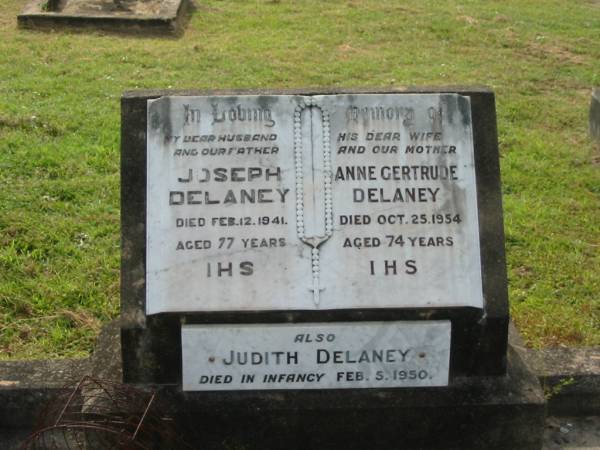 In Loving Memory of
MY DEAR HUSBAND
AND OUR FATHER
JOSEPH
DELANEY
DIED FEB. 12. 1941.
AGED 77 YEARS
IHS
HIS DEAR WIFE
AND OUR MOTHER
ANNE GERTRUDE
DELANEY
DIED OCT. 25. 1954
AGED 74 YEARS
IHS
ALSO
JUDITH DELANEY
DIED IN INFANCY FEB. 5. 1950.